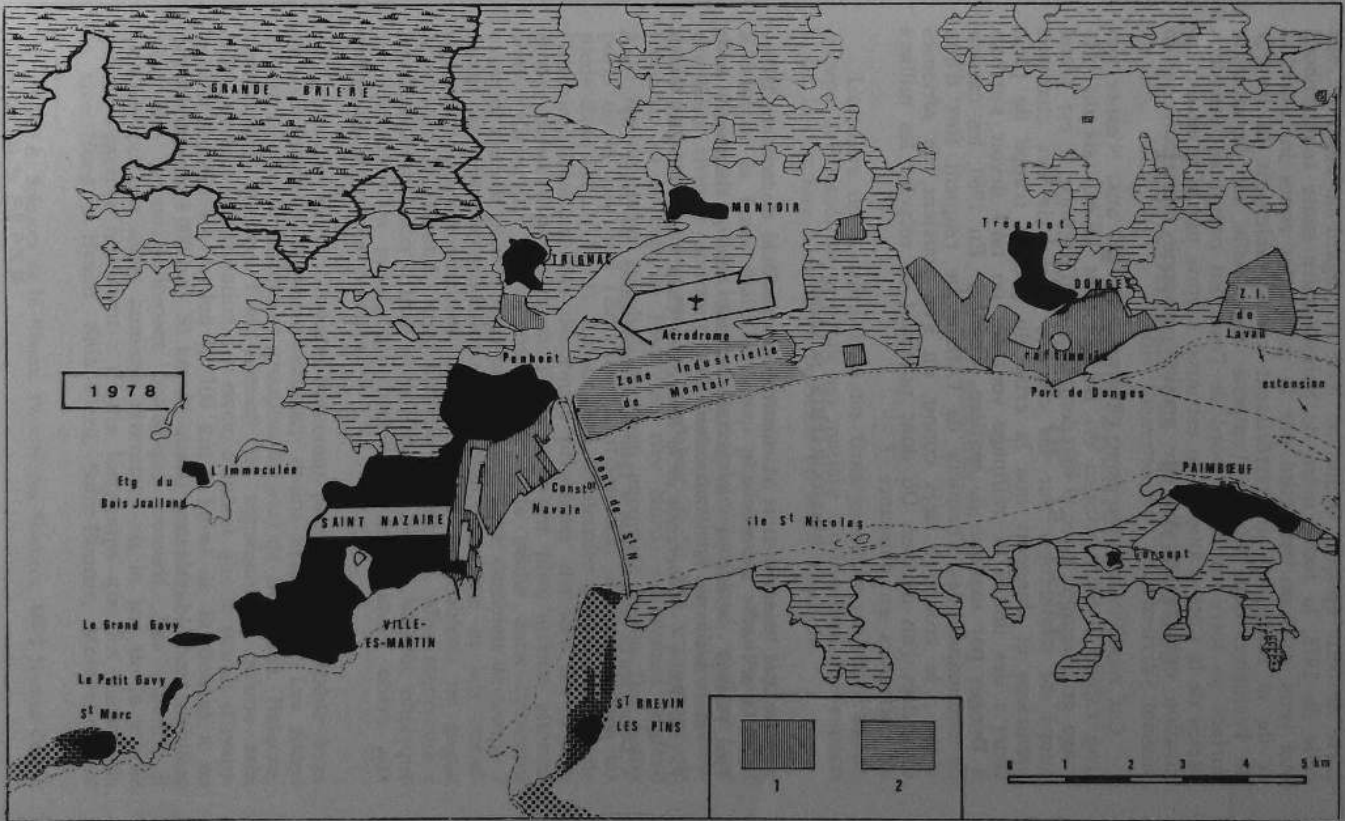 GRANDE BRIERE
MONTOIR
Trégalet
TRIGNAC
DONGES
Z.I.
de
Lavau
Aérodrome
raffinerie
Penhoët
Zone Industrielle
de Montoir
1978
Port de Donges
extension
L'Immaculée
Etg du
Bois Joalland
PAIMBŒUF
Const on
Navale
Pont de St N
SAINT NAZAIRE
île St Nicolas
Corsept
Le Grand Gavy
VILLE-
ES-MARTIN
Le Petit Gavy
St Marc
ST BREVIN
LES PINS
1
2
0 1 2 3 4 5 km